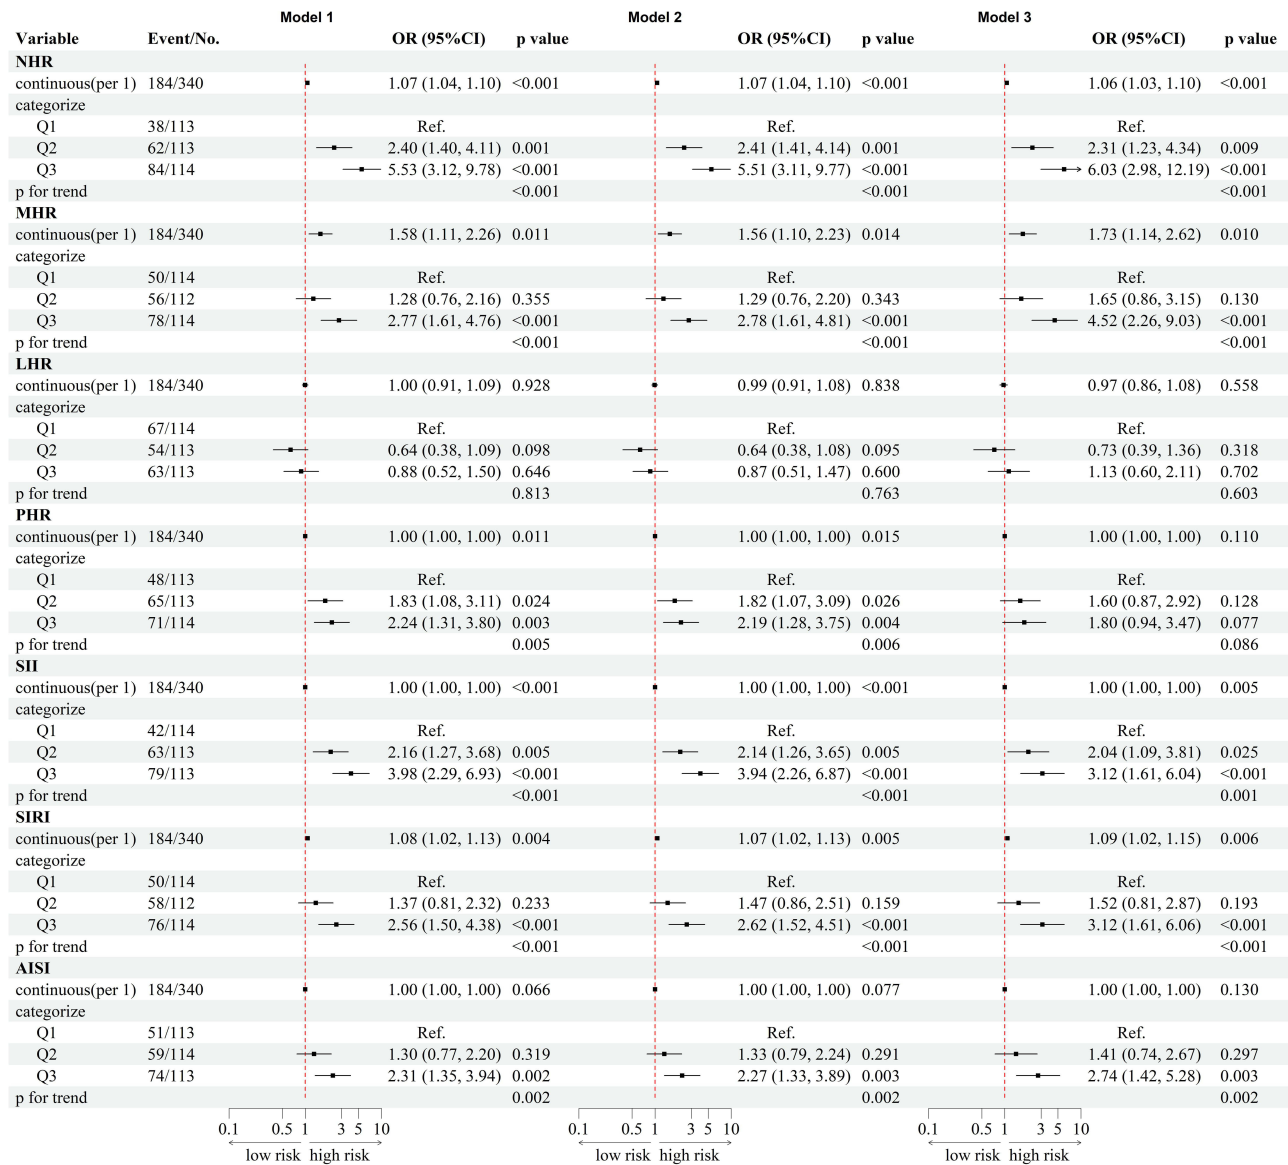 Model 1 Model 2 Model 3
Variable Event/No. OR (95%CI) p value OR (95%CI) p value OR (95%CI) p value
NHR
continuous(per 1) 184/340 1.07 (1.04, 1.10) <0.001 1.07 (1.04, 1.10) <0.001 1.06 (1.03, 1.10) <0.001
categorize
Q1 38/113 Ref. Ref. Ref.
Q2 62/113 2.40 (1.40, 4.11) 0.001 2.41 (1.41, 4.14) 0.001 2.31 (1.23, 4.34) 0.009
Q3 84/114 5.53 (3.12, 9.78) <0.001 5.51 (3.11, 9.77) <0.001 6.03 (2.98, 12.19) <0.001
p for trend <0.001 <0.001 <0.001
MHR
continuous(per 1) 184/340 1.58 (1.11, 2.26) 0.011 1.56 (1.10, 2.23) 0.014 1.73 (1.14, 2.62) 0.010
categorize
Q1 50/114 Ref. Ref. Ref.
Q2 56/112 1.28 (0.76, 2.16) 0.355 1.29 (0.76, 2.20) 0.343 1.65 (0.86, 3.15) 0.130
Q3 78/114 2.77 (1.61, 4.76) <0.001 2.78 (1.61, 4.81) <0.001 4.52 (2.26, 9.03) <0.001
p for trend <0.001 <0.001 <0.001
LHR
continuous(per 1) 184/340 1.00 (0.91, 1.09) 0.928 0.99 (0.91, 1.08) 0.838 0.97 (0.86, 1.08) 0.558
categorize
Q1 67/114 Ref. Ref. Ref.
Q2 54/113 0.64 (0.38, 1.09) 0.098 0.64 (0.38, 1.08) 0.095 0.73 (0.39, 1.36) 0.318
Q3 63/113 0.88 (0.52, 1.50) 0.646 0.87 (0.51, 1.47) 0.600 1.13 (0.60, 2.11) 0.702
p for trend 0.813 0.763 0.603
PHR
continuous(per 1) 184/340 1.00 (1.00, 1.00) 0.011 1.00 (1.00, 1.00) 0.015 1.00 (1.00, 1.00) 0.110
categorize
Q1 48/113 Ref. Ref. Ref.
Q2 65/113 1.83 (1.08, 3.11) 0.024 1.82 (1.07, 3.09) 0.026 1.60 (0.87, 2.92) 0.128
Q3 71/114 2.24 (1.31, 3.80) 0.003 2.19 (1.28, 3.75) 0.004 1.80 (0.94, 3.47) 0.077
p for trend 0.005 0.006 0.086
SII
continuous(per 1) 184/340 1.00 (1.00, 1.00) <0.001 1.00 (1.00, 1.00) <0.001 1.00 (1.00, 1.00) 0.005
categorize
Q1 42/114 Ref. Ref. Ref.
Q2 63/113 2.16 (1.27, 3.68) 0.005 2.14 (1.26, 3.65) 0.005 2.04 (1.09, 3.81) 0.025
Q3 79/113 3.98 (2.29, 6.93) <0.001 3.94 (2.26, 6.87) <0.001 3.12 (1.61, 6.04) <0.001
p for trend <0.001 <0.001 0.001
SIRI
continuous(per 1) 184/340 1.08 (1.02, 1.13) 0.004 1.07 (1.02, 1.13) 0.005 1.09 (1.02, 1.15) 0.006
categorize
Q1 50/114 Ref. Ref. Ref.
Q2 58/112 1.37 (0.81, 2.32) 0.233 1.47 (0.86, 2.51) 0.159 1.52 (0.81, 2.87) 0.193
Q3 76/114 2.56 (1.50, 4.38) <0.001 2.62 (1.52, 4.51) <0.001 3.12 (1.61, 6.06) <0.001
p for trend <0.001 <0.001 <0.001
AISI
continuous(per 1) 184/340 1.00 (1.00, 1.00) 0.066 1.00 (1.00, 1.00) 0.077 1.00 (1.00, 1.00) 0.130
categorize
Q1 51/113 Ref. Ref. Ref.
Q2 59/114 1.30 (0.77, 2.20) 0.319 1.33 (0.79, 2.24) 0.291 1.41 (0.74, 2.67) 0.297
Q3 74/113 2.31 (1.35, 3.94) 0.002 2.27 (1.33, 3.89) 0.003 2.74 (1.42, 5.28) 0.003
p for trend 0.002 0.002 0.002
0.1 0.5 1 3 5 10 0.1 0.5 1 3 5 10 0.1 0.5 1 3 5 10
low risk high risk low risk high risk low risk high risk